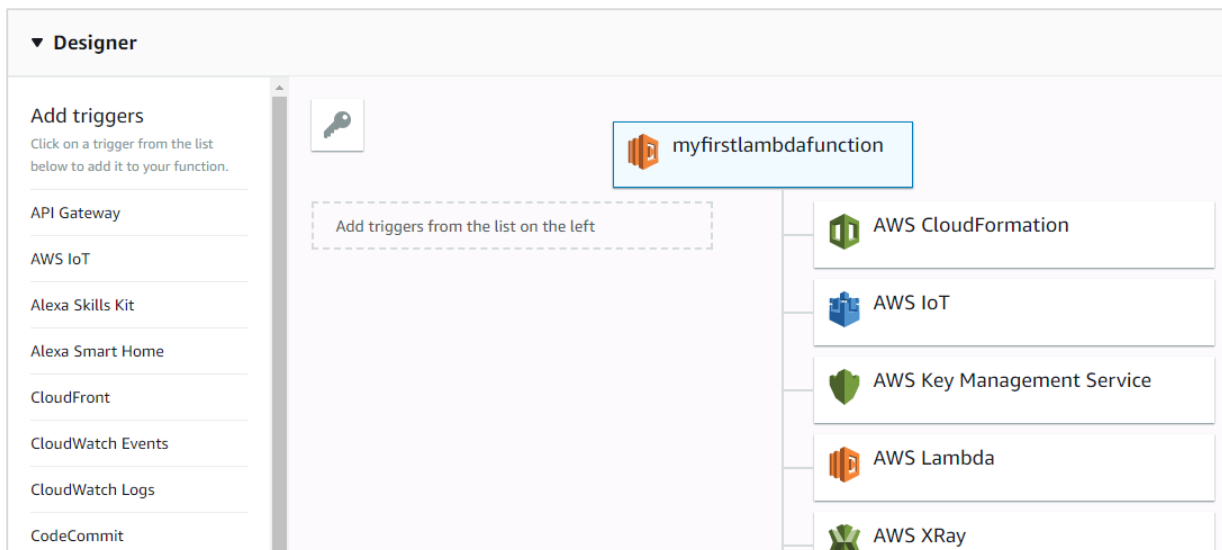 Designer
Add triggers
Click on a trigger from the list
below to add it to your function.
API Gateway
AWS IoT
Alexa Skills Kit
Alexa Smart Home
CloudFront
CloudWatch Events
CloudWatch Logs
CodeCommit
Add triggers from the list on the left
myfirstlambdafunction
AWS CloudFormation
AWS IoT
AWS Key Management Service
AWS Lambda
AWS XRay